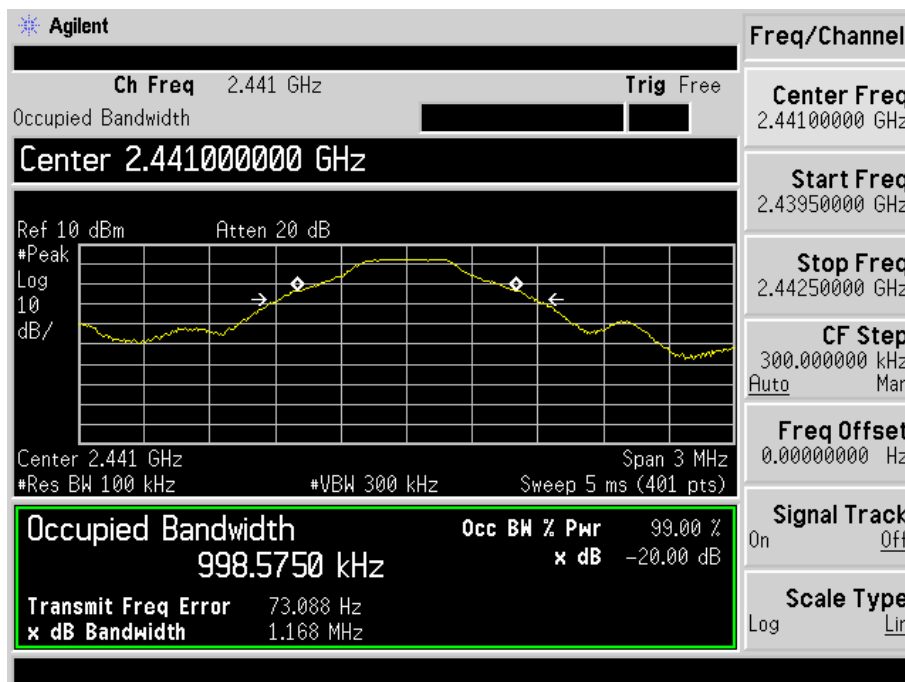 Agilent
Freq/Channel
Ch Freq 2.441 GHz Trig Free
Occupied Bandwidth
Center 2.441000000 GHz
Ref 10 dBm Atten 20 dB
#Peak
Log
10
dB/
Center 2.441 GHz Span 3 MHz
#Res BW 100 kHz #VBW 300 kHz Sweep 5 ms (401 pts)
Occupied Bandwidth
998.5750 kHz
Occ BW % Pwr 99.00 %
x dB -20.00 dB
Transmit Freq Error 73.088 Hz
x dB Bandwidth 1.168 MHz
Center Freq
2.44100000 GHz
Start Freq
2.43950000 GHz
Stop Freq
2.44250000 GHz
CF Step
300.000000 kHz
Auto Man
Freq Offset
0.00000000 Hz
Signal Track
On Off
Scale Type
Log Lin